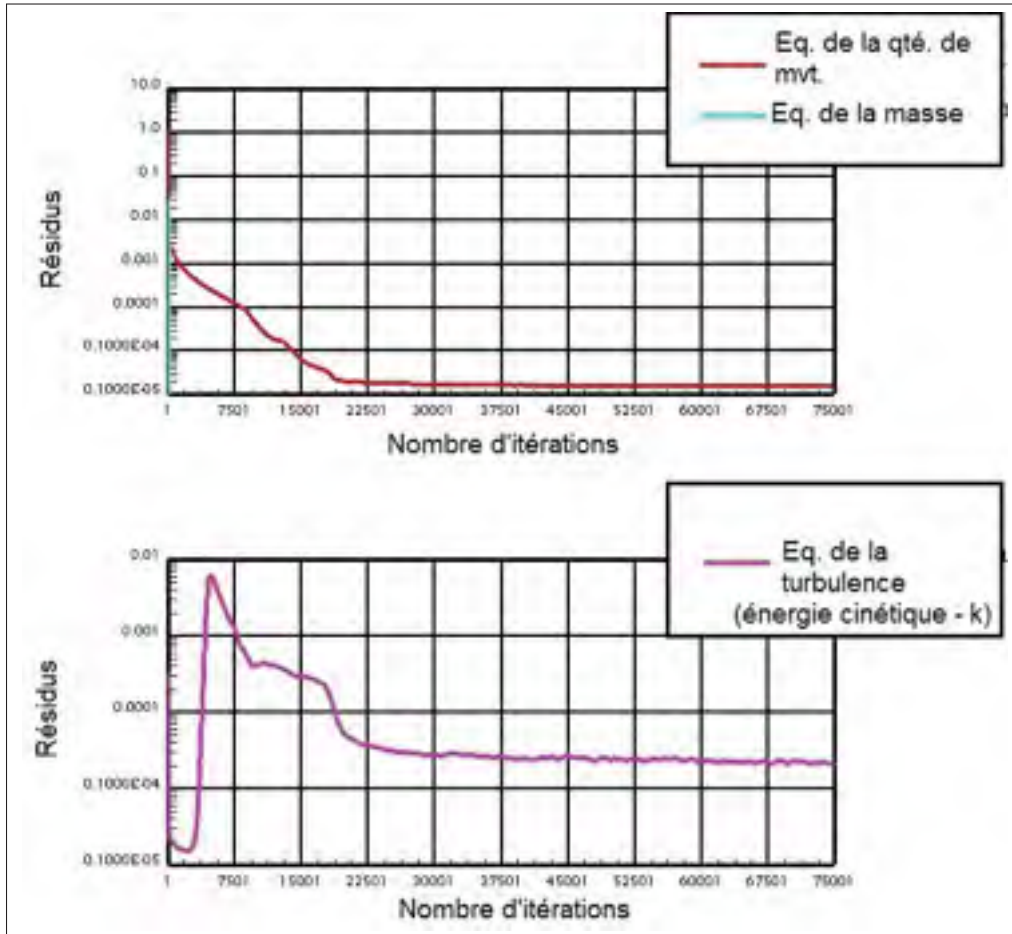 Eq. de la qté. de
mvt.
Eq. de la masse
10.0
1.0
0.1
0.01
0.001
0.0001
0.1000E-04
0.1000E-05
Résidus
1 7501 15001 22501 30001 37501 45001 52501 60001 67501 75001
Nombre d'itérations
Eq. de la
turbulence
(énergie cinétique - k)
0.01
0.001
0.0001
0.1000E-04
0.1000E-05
Résidus
1 7501 15001 22501 30001 37501 45001 52501 60001 67501 75001
Nombre d'itérations